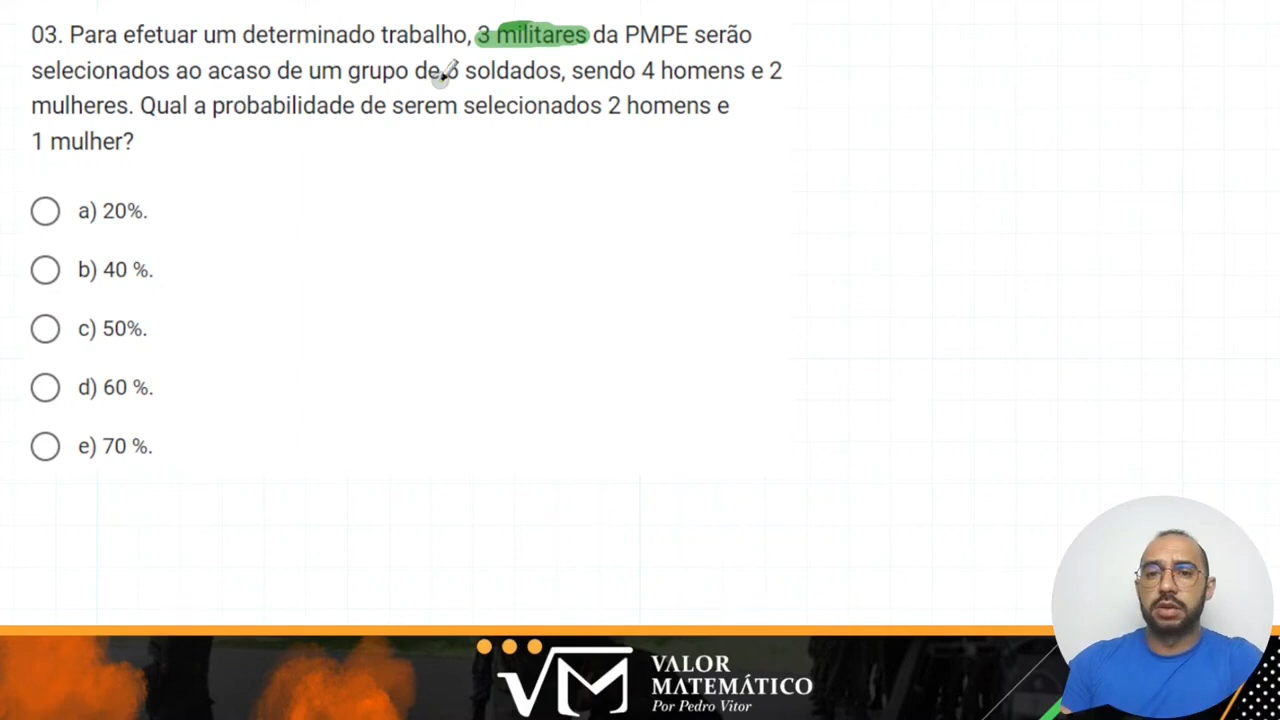 03. Para efetuar um determinado trabalho, 3 militares da PMPE serão
selecionados ao acaso de um grupo de 6 soldados, sendo 4 homens e 2
mulheres. Qual a probabilidade de serem selecionados 2 homens e
1 mulher?
a) 20%.
b) 40 %.
c) 50%.
d) 60 %.
e) 70 %.
VM
VALOR
MATEMÁTICO
Por Pedro Vitor